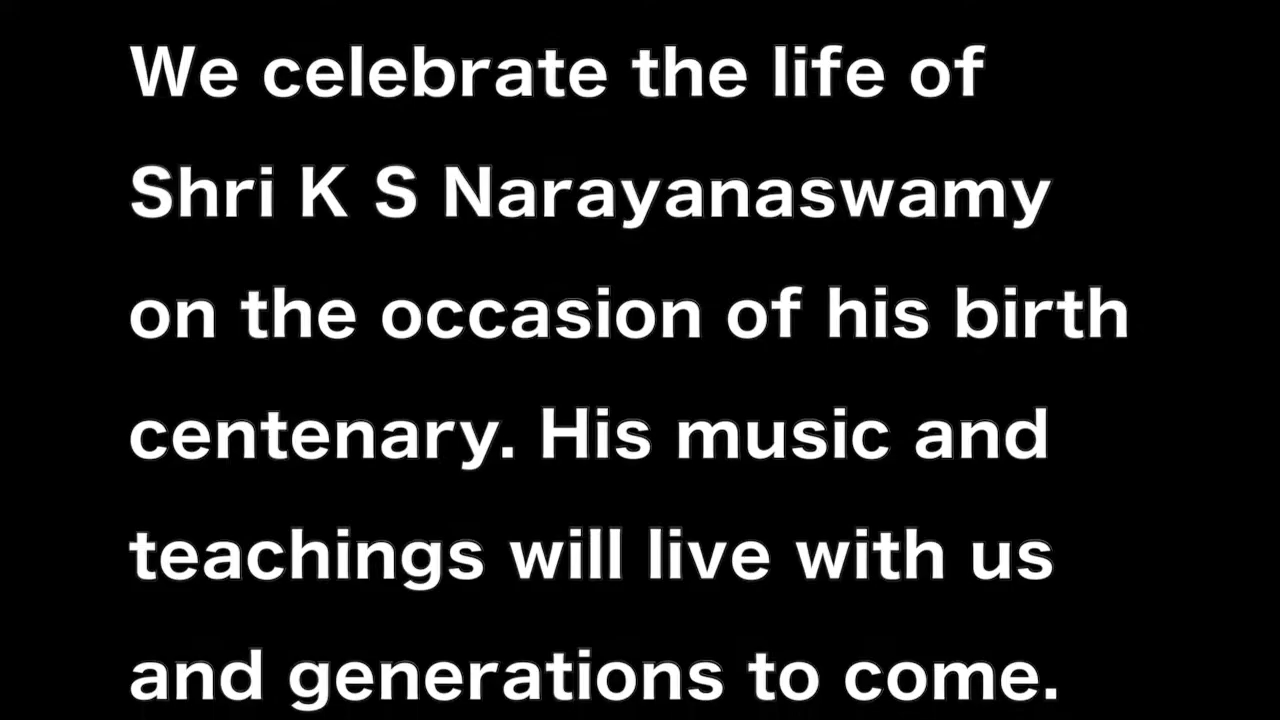 We celebrate the life of
Shri K S Narayanaswamy
on the occasion of his birth
centenary. His music and
teachings will live with us
and generations to come.